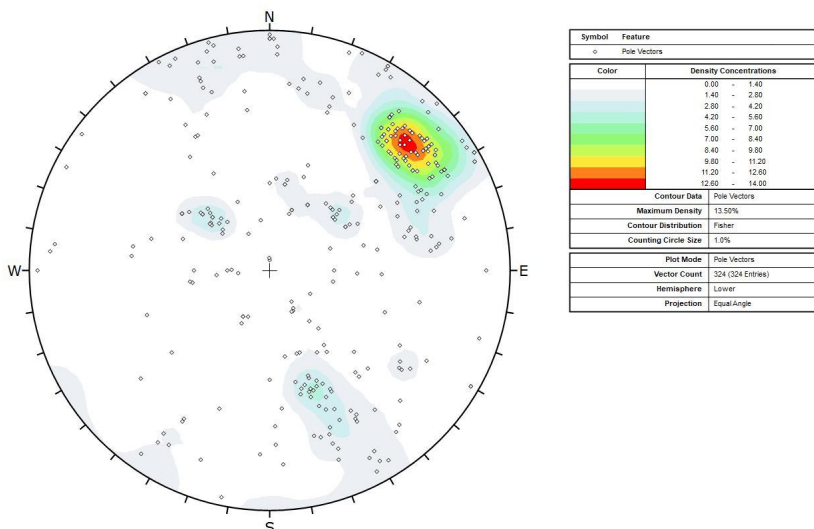 N
W
E
S
Symbol Feature
Pole Vectors
Color Density Concentrations
0.00 - 1.40
1.40 - 2.80
2.80 - 4.20
4.20 - 5.60
5.60 - 7.00
7.00 - 8.40
8.40 - 9.80
9.80 - 11.20
11.20 - 12.60
12.60 - 14.00
Contour Data Pole Vectors
Maximum Density 13.50%
Contour Distribution Fisher
Counting Circle Size 1.0%
Plot Mode Pole Vectors
Vector Count 324 (324 Entries)
Hemisphere Lower
Projection Equal Angle